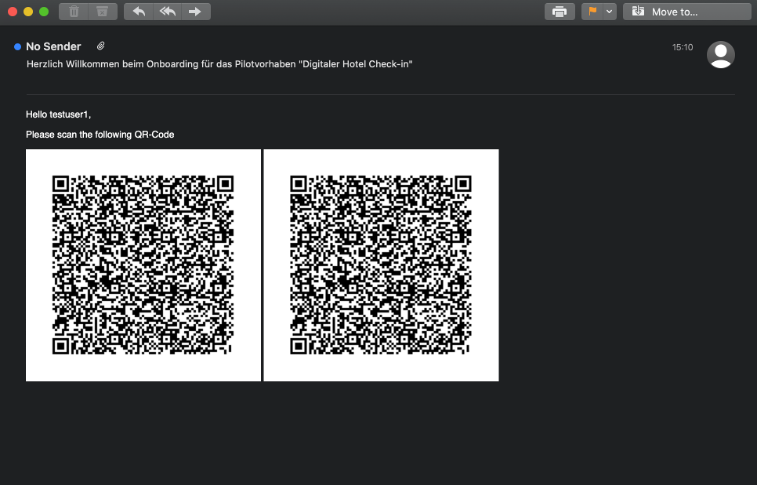 Move to...
No Sender
15:10
Herzlich Willkommen beim Onboarding für das Pilotvorhaben "Digitaler Hotel Check-in"
Hello testuser1,
Please scan the following QR-Code